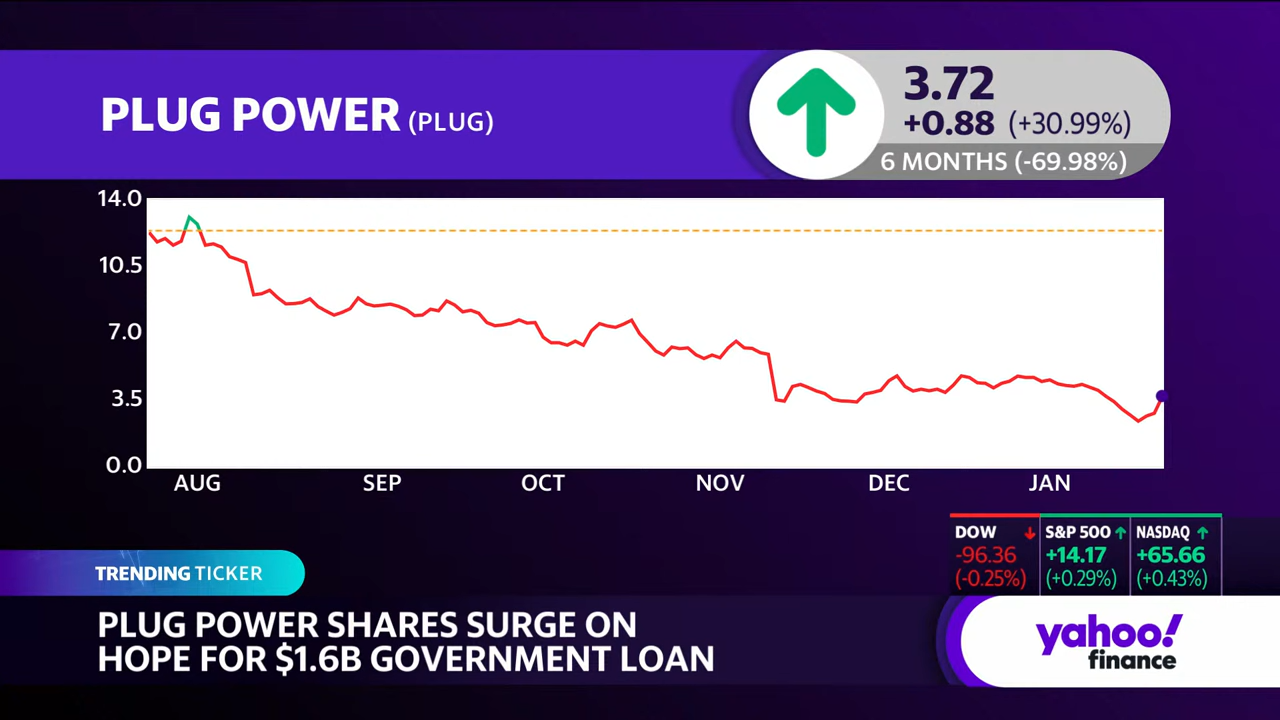 PLUG POWER (PLUG)
3.72
+0.88 (+30.99%)
6 MONTHS (-69.98%)
14.0
10.5
7.0
3.5
0.0
AUG SEP OCT NOV DEC JAN
DOW S&P 500 NASDAQ
-96.36 +14.17 +65.66
(-0.25%) (+0.29%) (+0.43%)
TRENDING TICKER
PLUG POWER SHARES SURGE ON
HOPE FOR $1.6B GOVERNMENT LOAN
yahoo!
finance